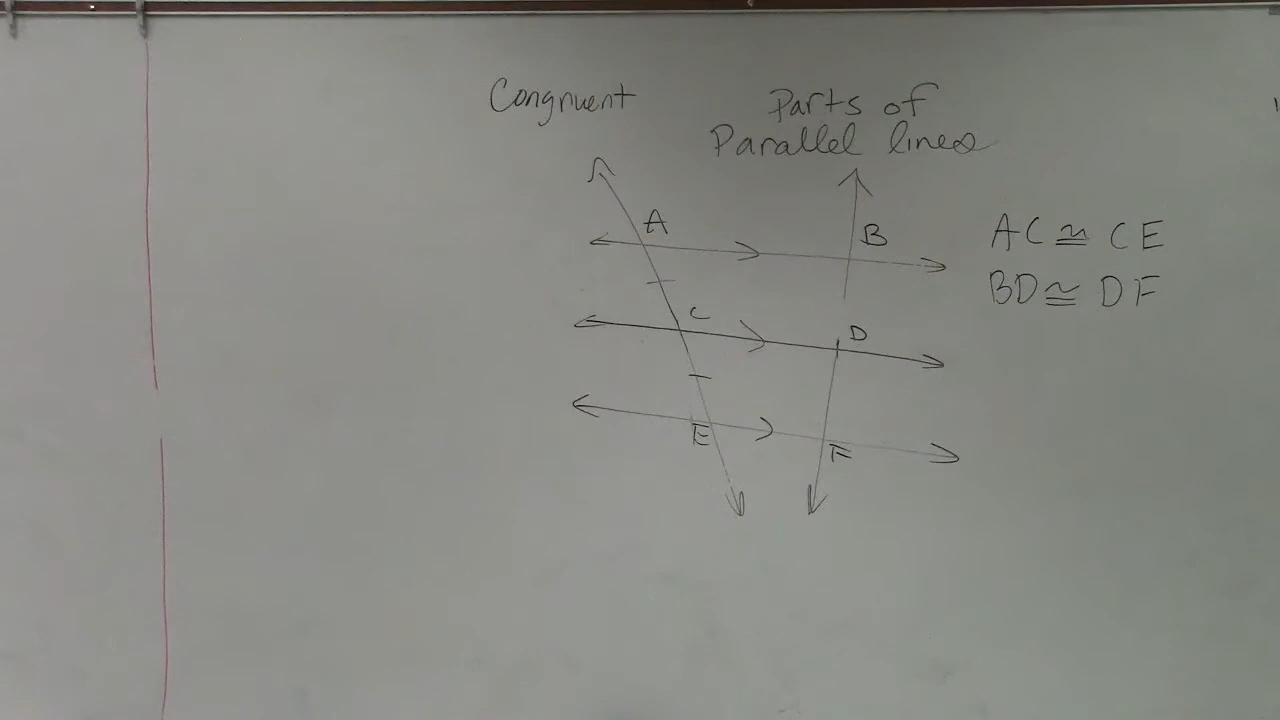 Congruent
Parts of
Parallel lines
A
B
AC ≅ CE
BD ≅ DF
C
D
E
F